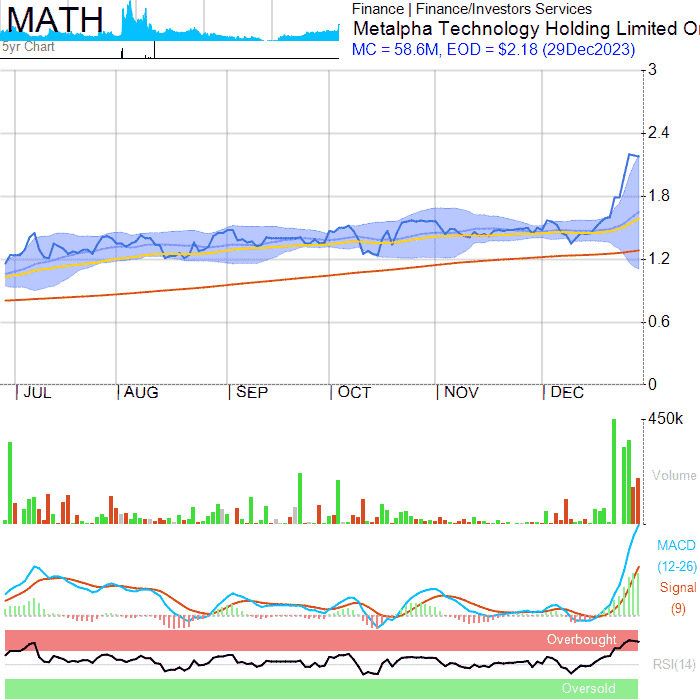 MATH
5yr Chart
Finance | Finance/Investors Services
Metalpha Technology Holding Limited Or
MC = 58.6M, EOD = $2.18 (29Dec2023)
3
2.4
1.8
1.2
0.6
0
JUL AUG SEP OCT NOV DEC
450k
Volume
MACD
(12-26)
Signal
(9)
Overbought
RSI(14)
Oversold